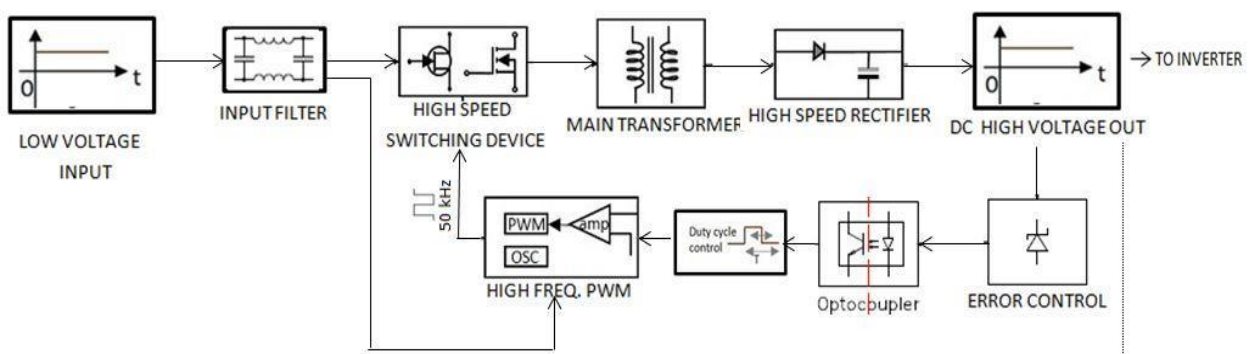 0
t
LOW VOLTAGE
INPUT
INPUT FILTER
HIGH SPEED
SWITCHING DEVICE
MAIN TRANSFORMER
HIGH SPEED RECTIFIER
0
t
DC HIGH VOLTAGE OUT
TO INVERTER
50 kHz
PWM
amp
OSC
HIGH FREQ. PWM
Duty cycle
control
T
Optocoupler
ERROR CONTROL